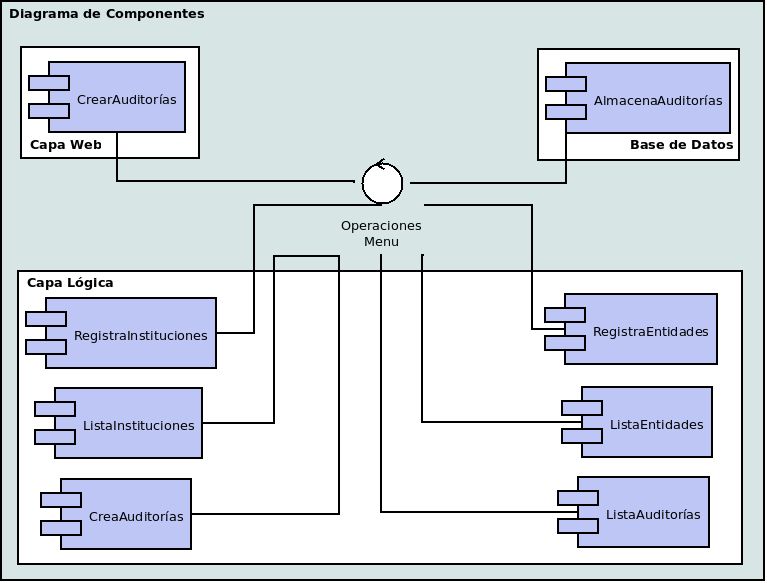 Diagrama de Componentes
CrearAuditorías
Capa Web
AlmacenaAuditorías
Base de Datos
Operaciones
Menu
Capa Lógica
RegistraInstituciones
RegistraEntidades
ListaInstituciones
ListaEntidades
CreaAuditorías
ListaAuditorías